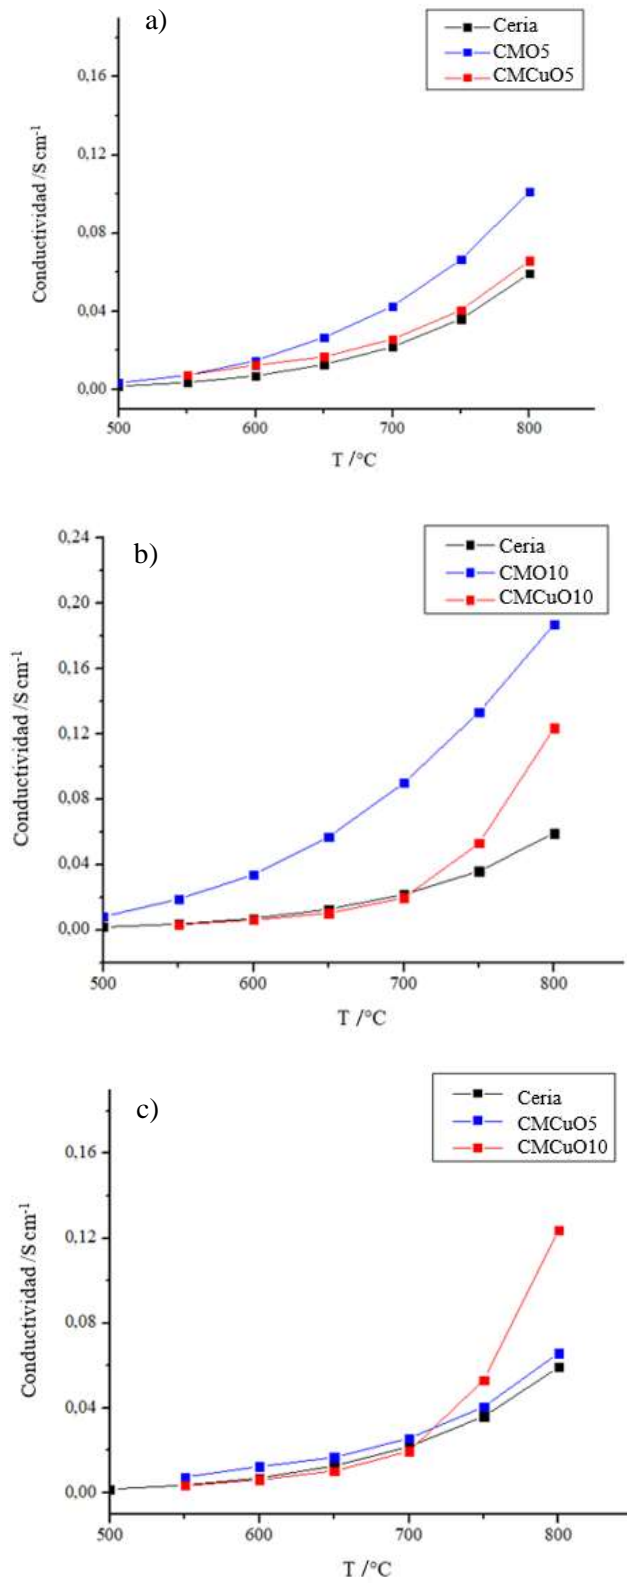 a)
Ceria
CMO5
CMCuO5
0,16
0,12
0,08
0,04
0,00
Conductividad /S cm⁻¹
500
600
700
800
T /°C
b)
Ceria
CMO10
CMCuO10
0,24
0,20
0,16
0,12
0,08
0,04
0,00
Conductividad /S cm⁻¹
500
600
700
800
T /°C
c)
Ceria
CMCuO5
CMCuO10
0,16
0,12
0,08
0,04
0,00
Conductividad /S cm⁻¹
500
600
700
800
T /°C